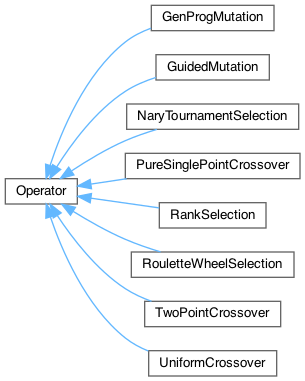 GenProgMutation
GuidedMutation
NaryTournamentSelection
PureSinglePointCrossover
Operator
RankSelection
RouletteWheelSelection
TwoPointCrossover
UniformCrossover